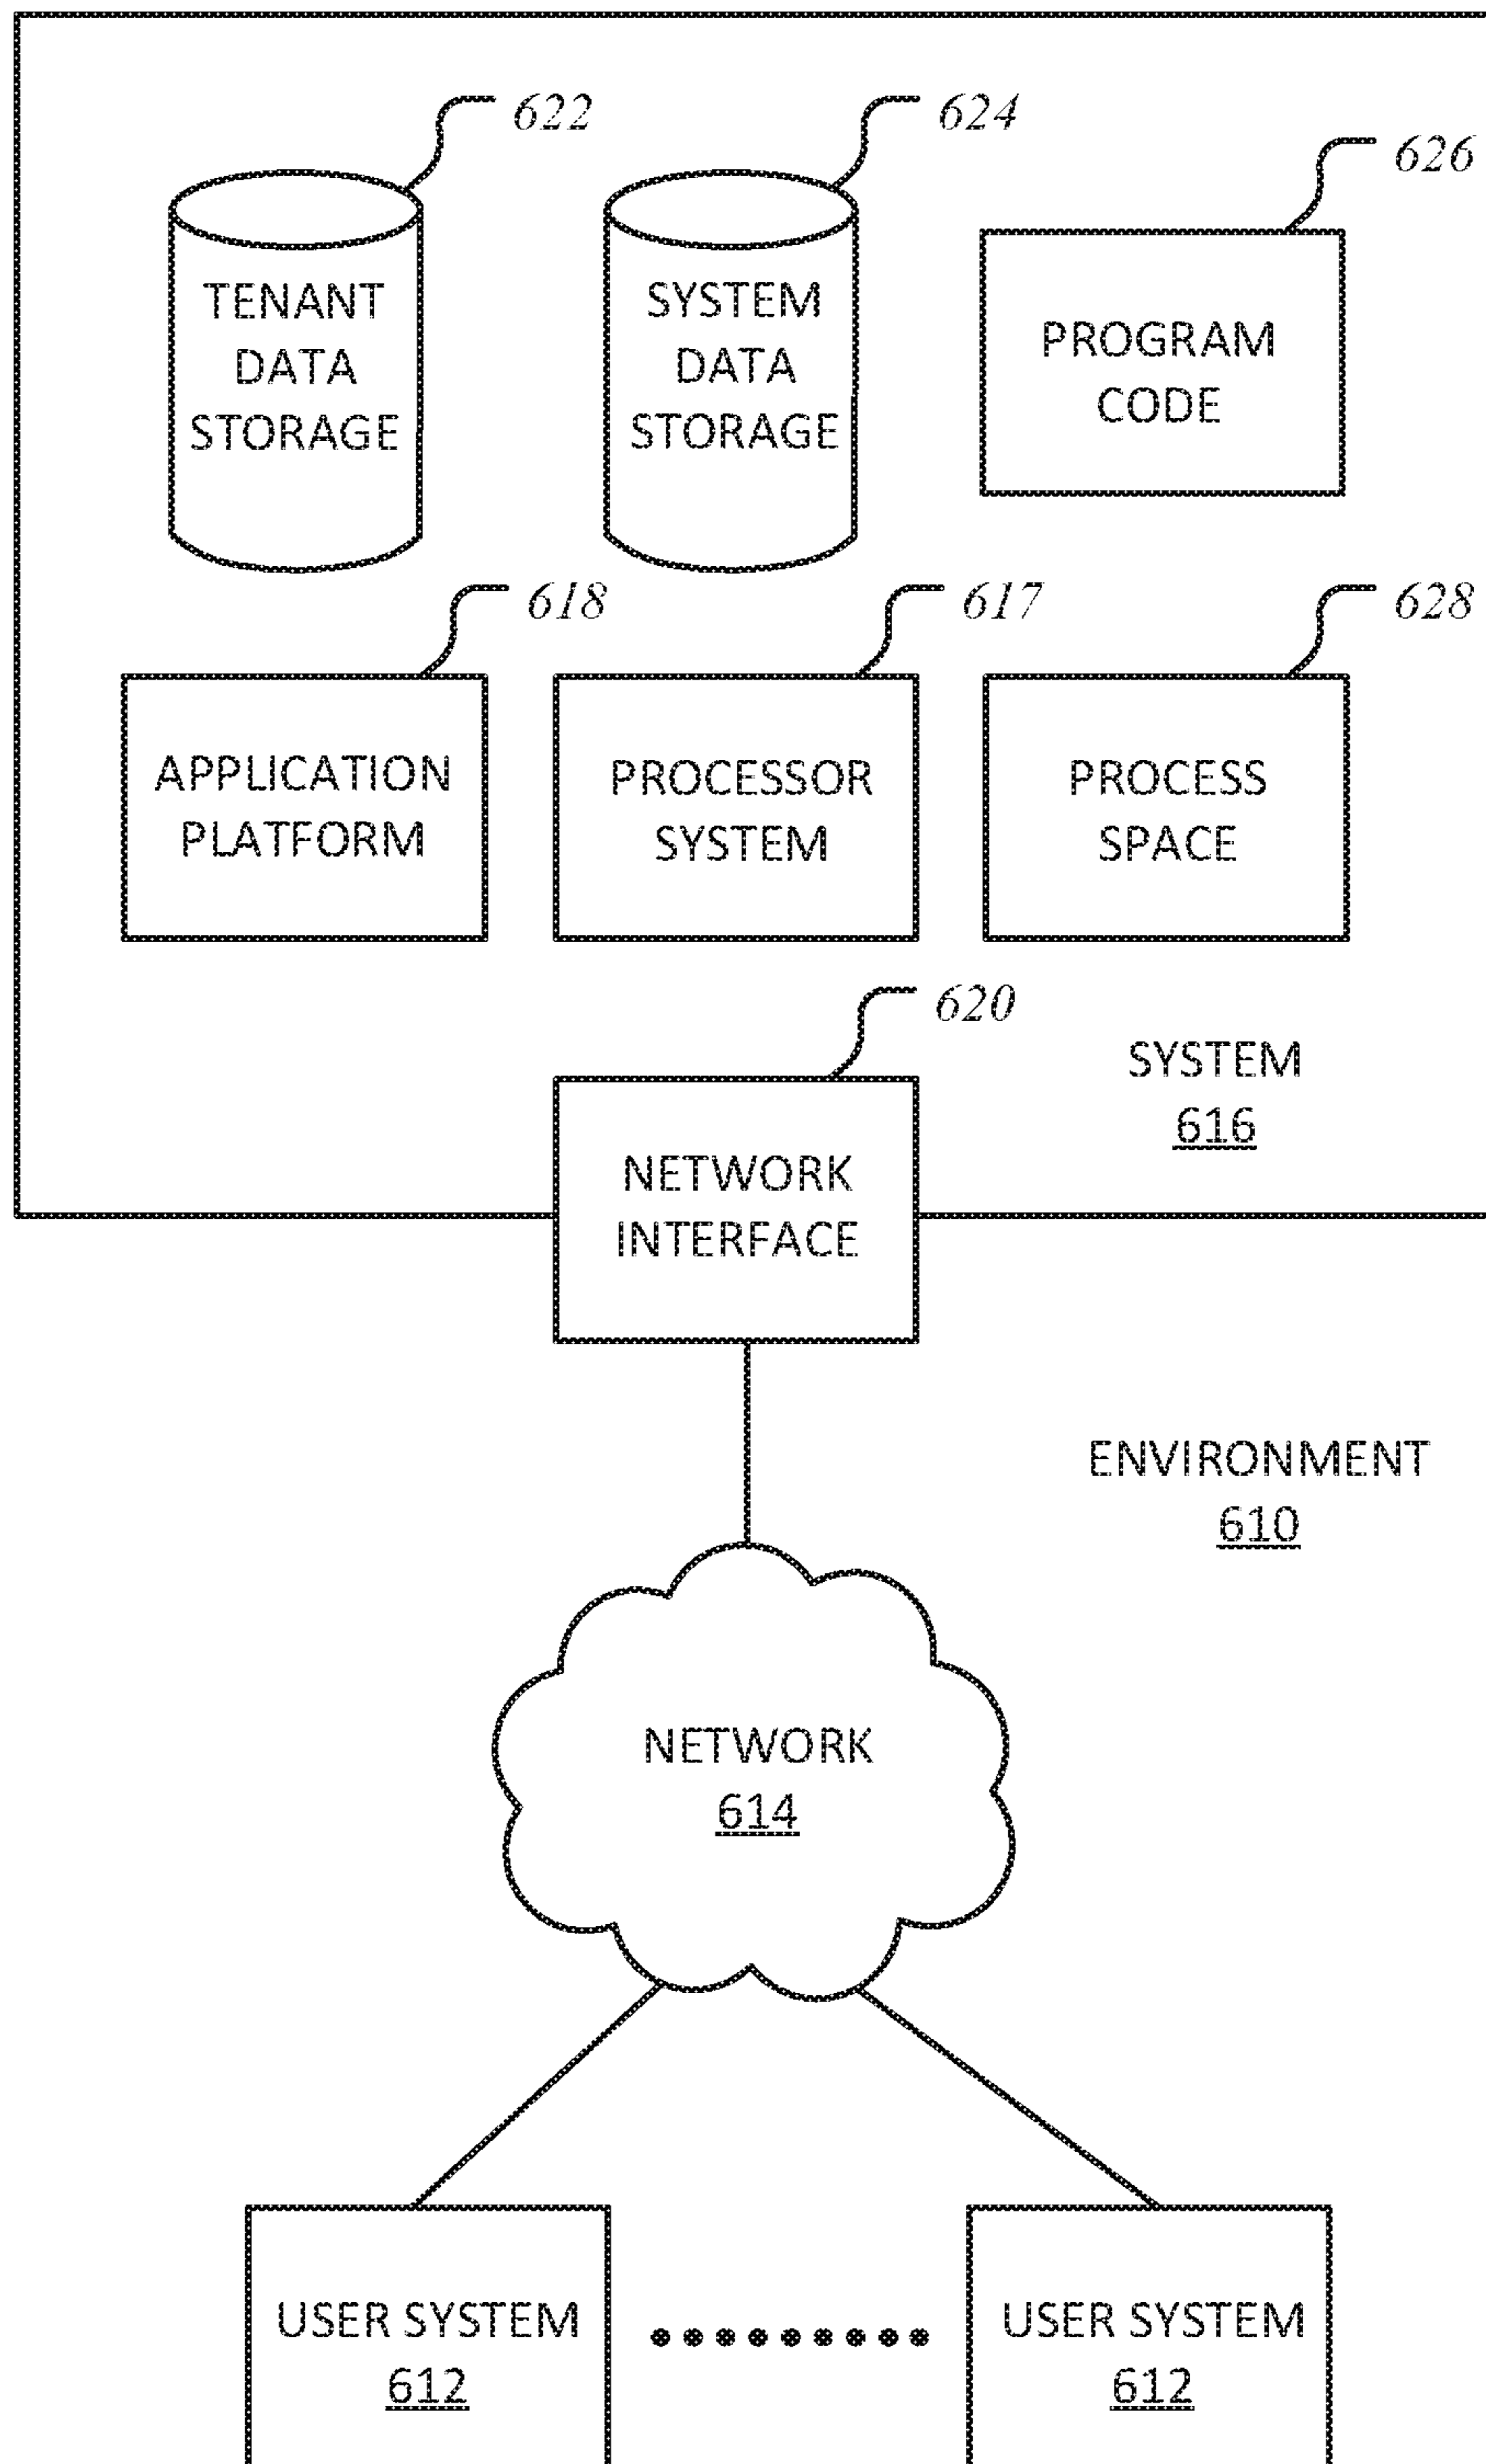 622
624
626
TENANT
DATA
STORAGE
SYSTEM
DATA
STORAGE
PROGRAM
CODE
618
617
628
APPLICATION
PLATFORM
PROCESSOR
SYSTEM
PROCESS
SPACE
620
SYSTEM
616
NETWORK
INTERFACE
ENVIRONMENT
610
NETWORK
614
USER SYSTEM
612
USER SYSTEM
612